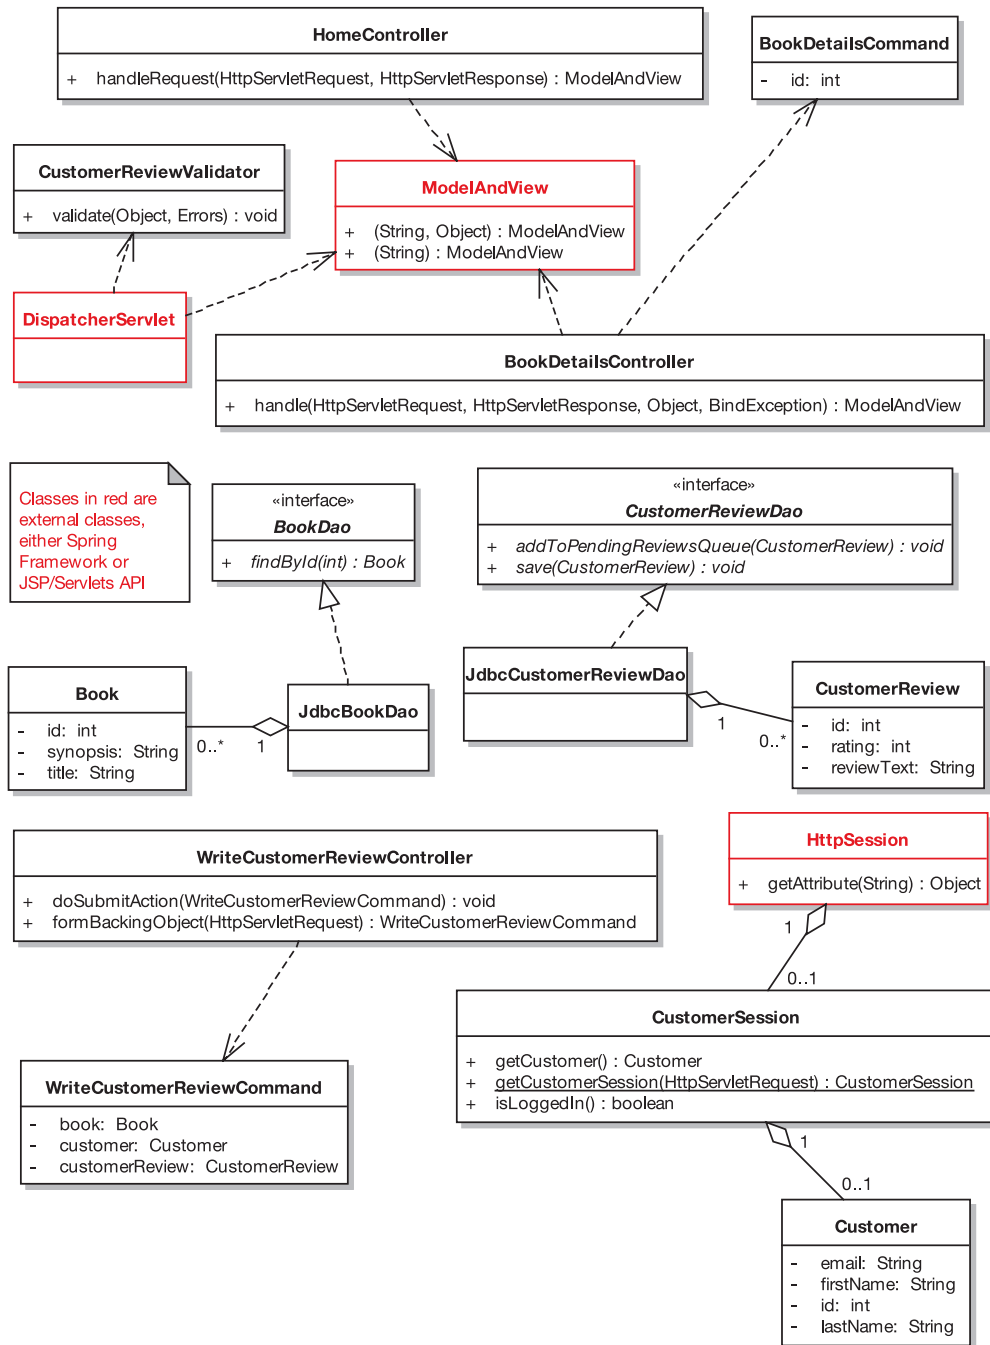 HomeController
+ handleRequest(HttpServletRequest, HttpServletResponse) : ModelAndView
BookDetailsCommand
- id: int
CustomerReviewValidator
+ validate(Object, Errors) : void
ModelAndView
+ (String, Object) : ModelAndView
+ (String) : ModelAndView
DispatcherServlet
BookDetailsController
+ handle(HttpServletRequest, HttpServletResponse, Object, BindException) : ModelAndView
Classes in red are
external classes,
either Spring
Framework or
JSP/Servlets API
«interface»
BookDao
+ findById(int) : Book
«interface»
CustomerReviewDao
+ addToPendingReviewsQueue(CustomerReview) : void
+ save(CustomerReview) : void
Book
- id: int
- synopsis: String
- title: String
0..*
1
JdbcBookDao
JdbcCustomerReviewDao
1
0..*
CustomerReview
- id: int
- rating: int
- reviewText: String
WriteCustomerReviewController
+ doSubmitAction(WriteCustomerReviewCommand) : void
+ formBackingObject(HttpServletRequest) : WriteCustomerReviewCommand
HttpSession
+ getAttribute(String) : Object
1
0..1
CustomerSession
+ getCustomer() : Customer
+ getCustomerSession(HttpServletRequest) : CustomerSession
+ isLoggedIn() : boolean
WriteCustomerReviewCommand
- book: Book
- customer: Customer
- customerReview: CustomerReview
1
0..1
Customer
- email: String
- firstName: String
- id: int
- lastName: String